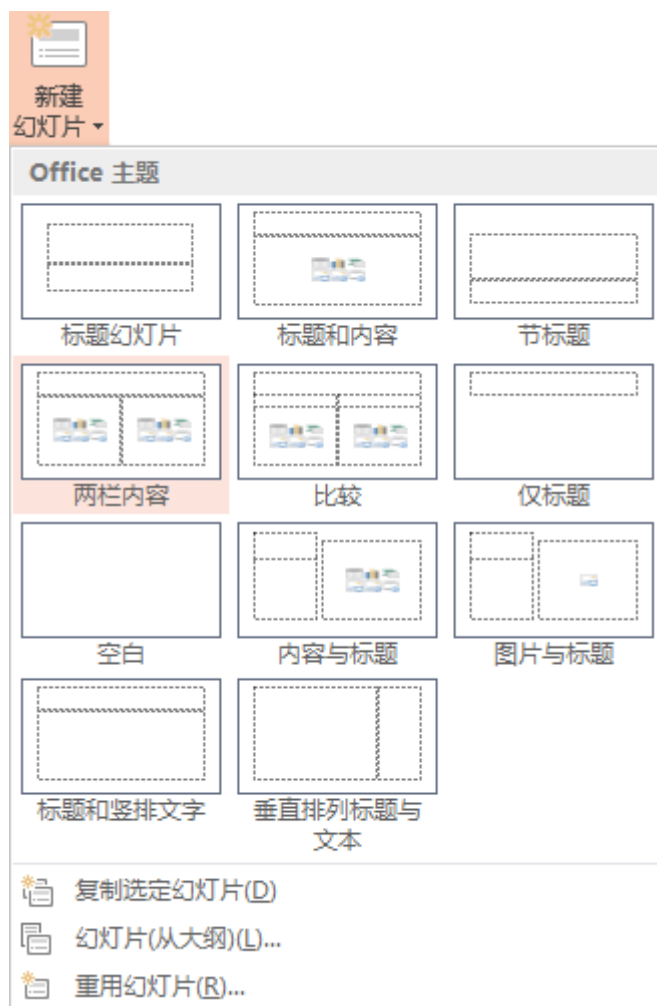 新建
幻灯片
Office 主题
标题幻灯片
标题和内容
节标题
两栏内容
比较
仅标题
空白
内容与标题
图片与标题
标题和竖排文字
垂直排列标题与
文本
复制选定幻灯片(D)
幻灯片(从大纲)(L)...
重用幻灯片(R)...